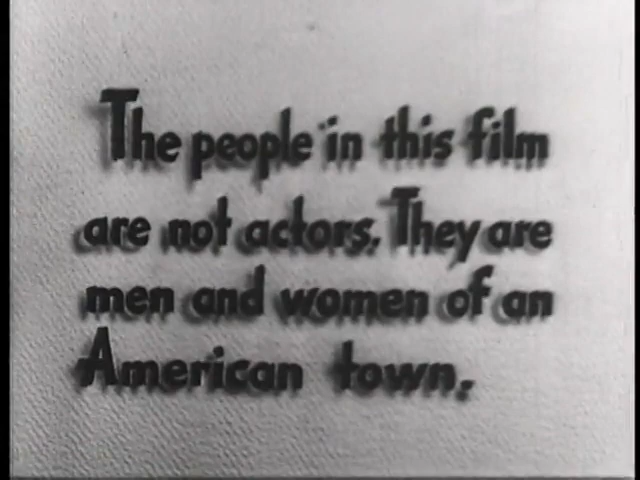 The people in this film
are not actors. They are
men and women of an
American town.